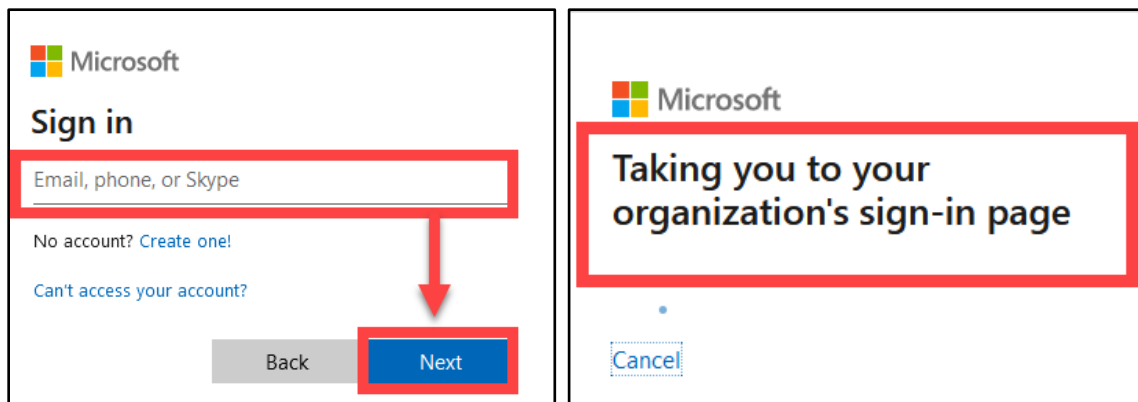 Microsoft
Sign in
Email, phone, or Skype
No account? Create one!
Can't access your account?
Back
Next
Microsoft
Taking you to your
organization's sign-in page
Cancel